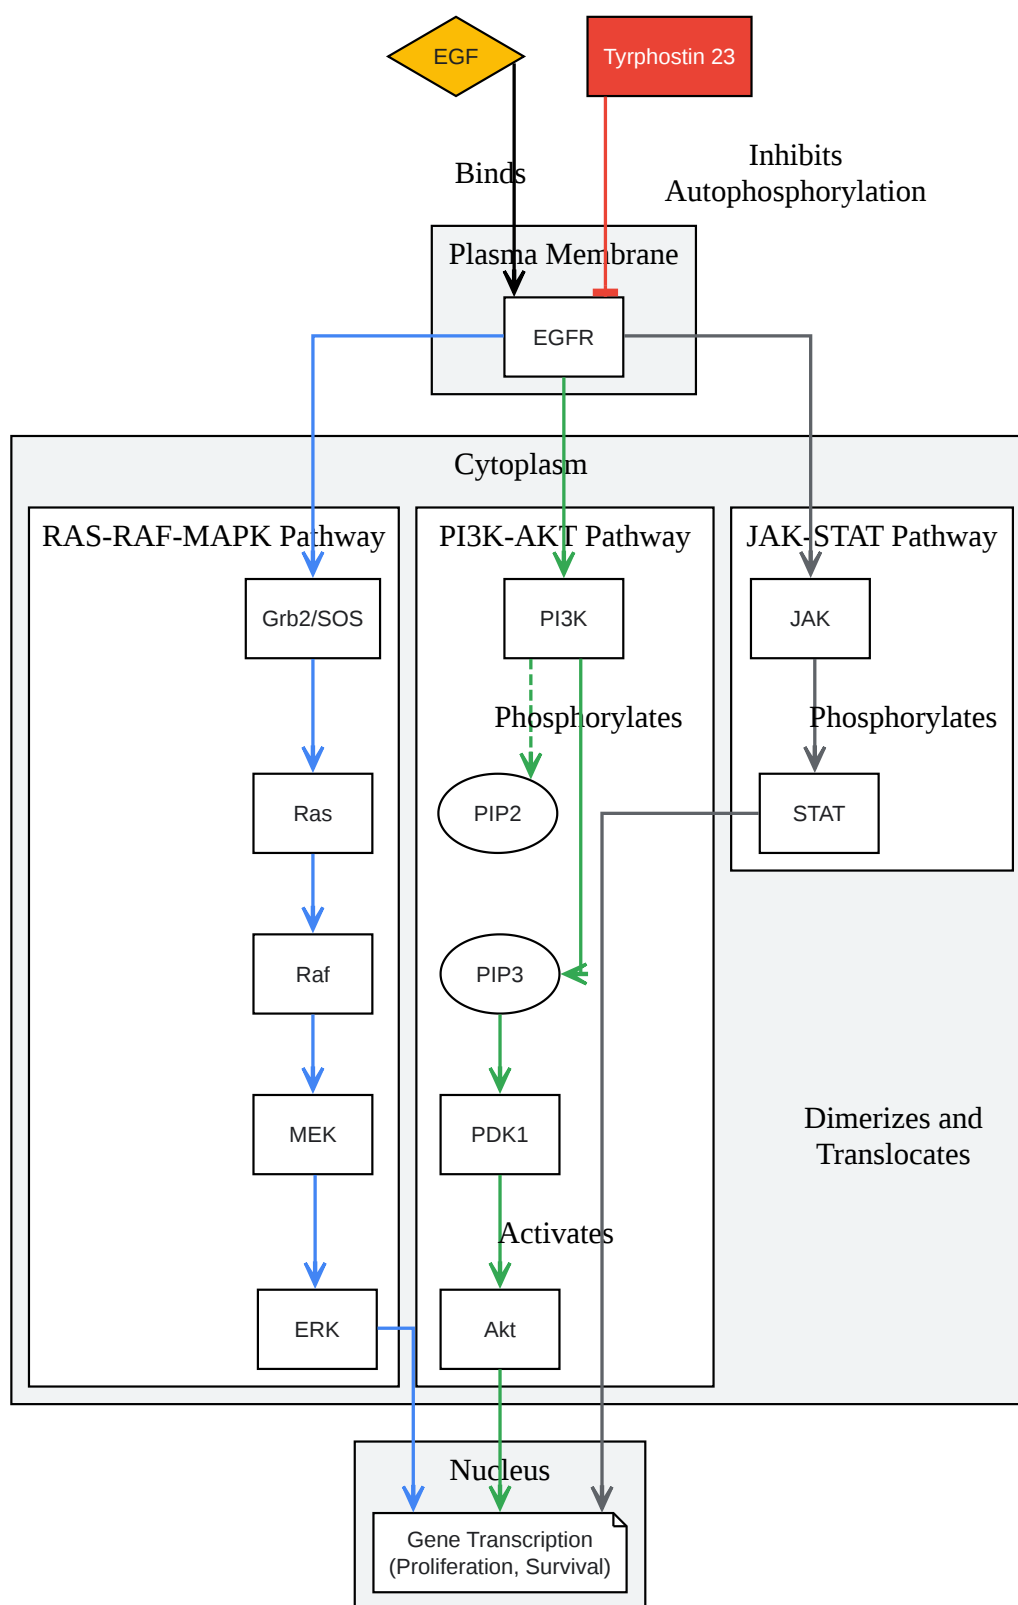 EGF
Tyrphostin 23
Binds
Inhibits
Autophosphorylation
Plasma Membrane
EGFR
Cytoplasm
RAS-RAF-MAPK Pathway
PI3K-AKT Pathway
JAK-STAT Pathway
Grb2/SOS
PI3K
JAK
Phosphorylates
Phosphorylates
Ras
PIP2
STAT
Raf
PIP3
MEK
PDK1
Dimerizes and
Translocates
Activates
ERK
Akt
Nucleus
Gene Transcription
(Proliferation, Survival)